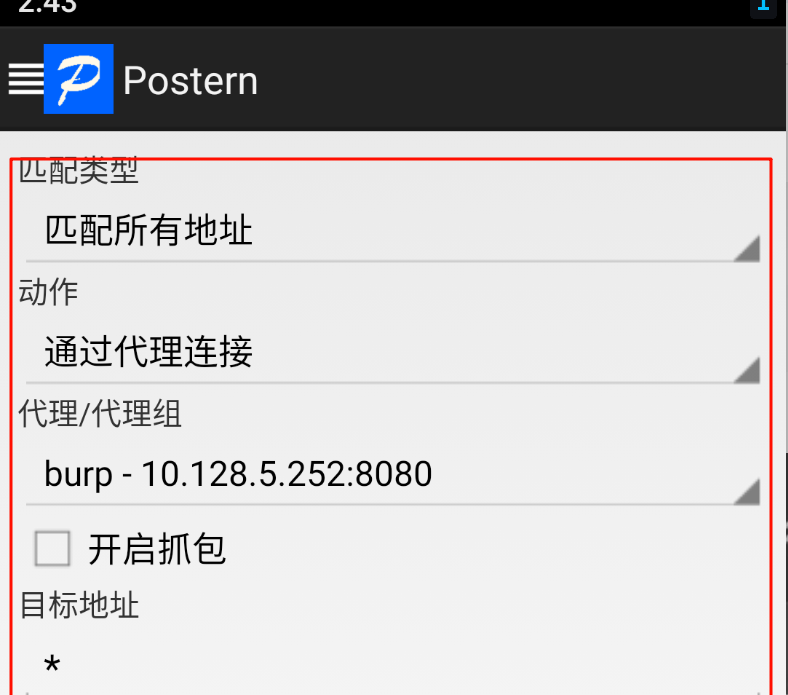 2:43
Postern
匹配类型
匹配所有地址
动作
通过代理连接
代理/代理组
burp - 10.128.5.252:8080
开启抓包
目标地址
*